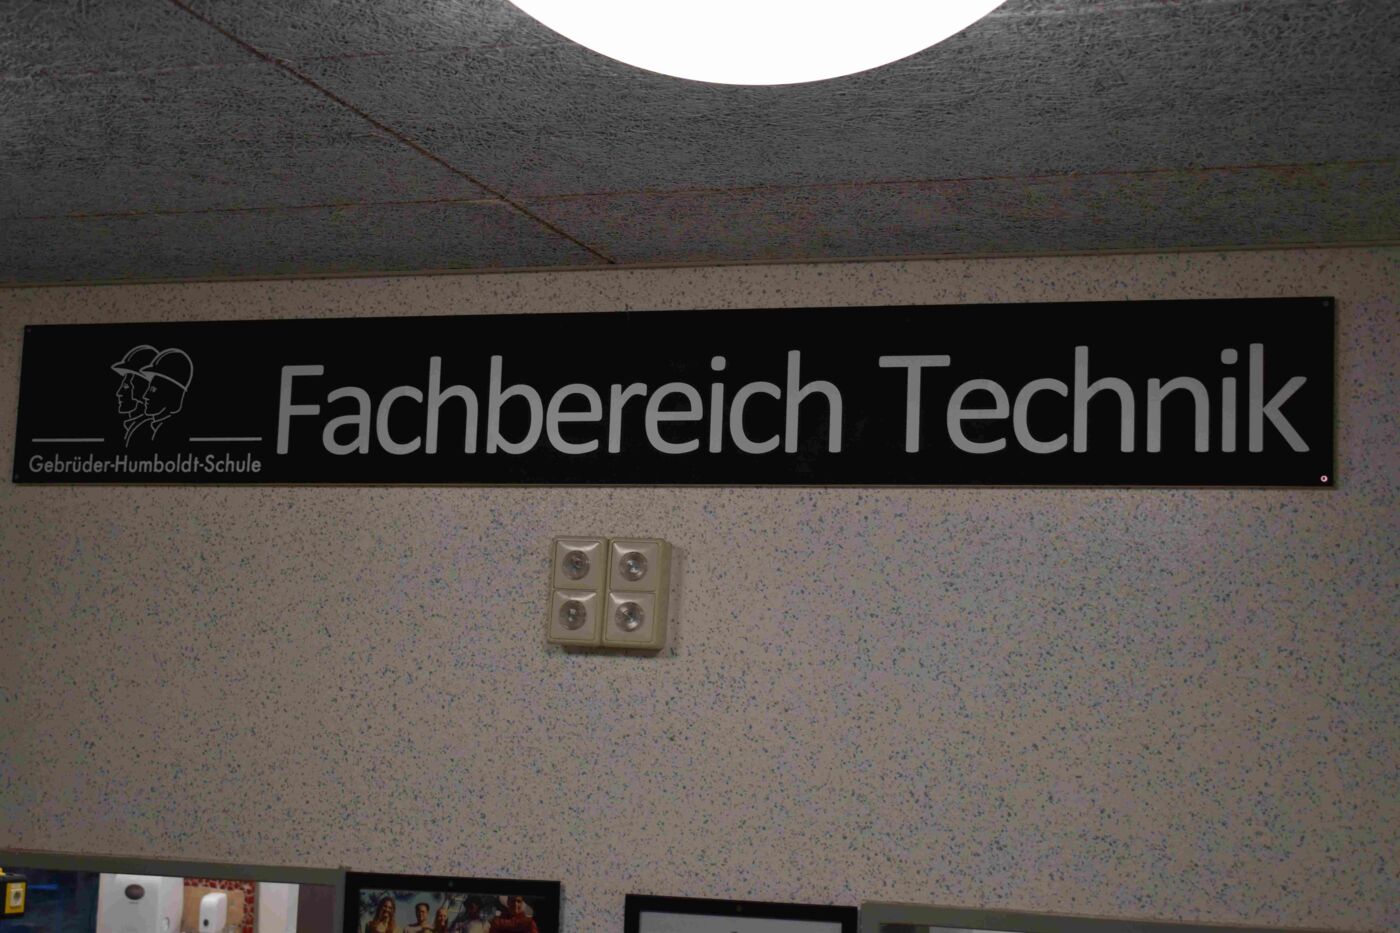 Fachbereich Technik
Gebrüder-Humboldt-Schule